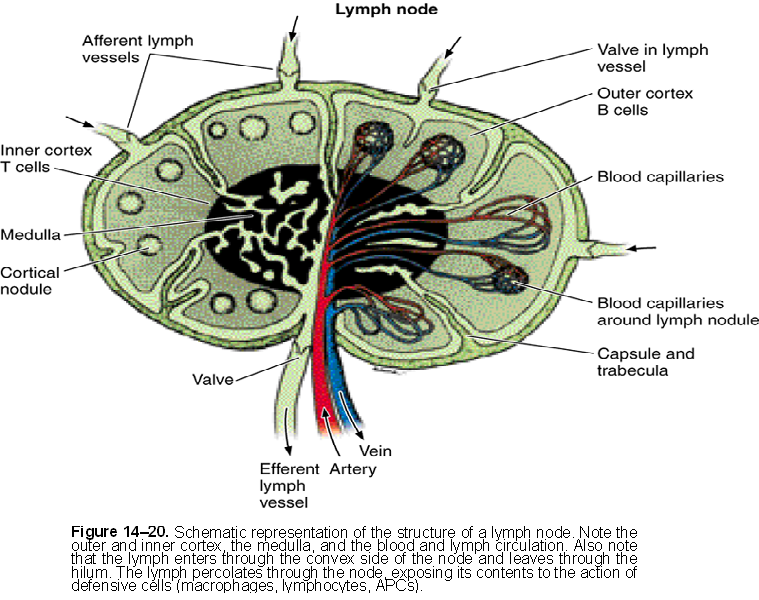 Lymph node
Afferent lymph
vessels
Valve in lymph
vessel
Outer cortex
B cells
Inner cortex
T cells
Blood capillaries
Medulla
Cortical
nodule
Blood capillaries
around lymph nodule
Capsule and
trabecula
Valve
Vein
Efferent
lymph
vessel
Artery
Figure 14–20. Schematic representation of the structure of a lymph node. Note the
outer and inner cortex, the medulla, and the blood and lymph circulation. Also note
that the lymph enters through the convex side of the node and leaves through the
hilum. The lymph percolates through the node, exposing its contents to the action of
defensive cells (macrophages, lymphocytes, APCs).